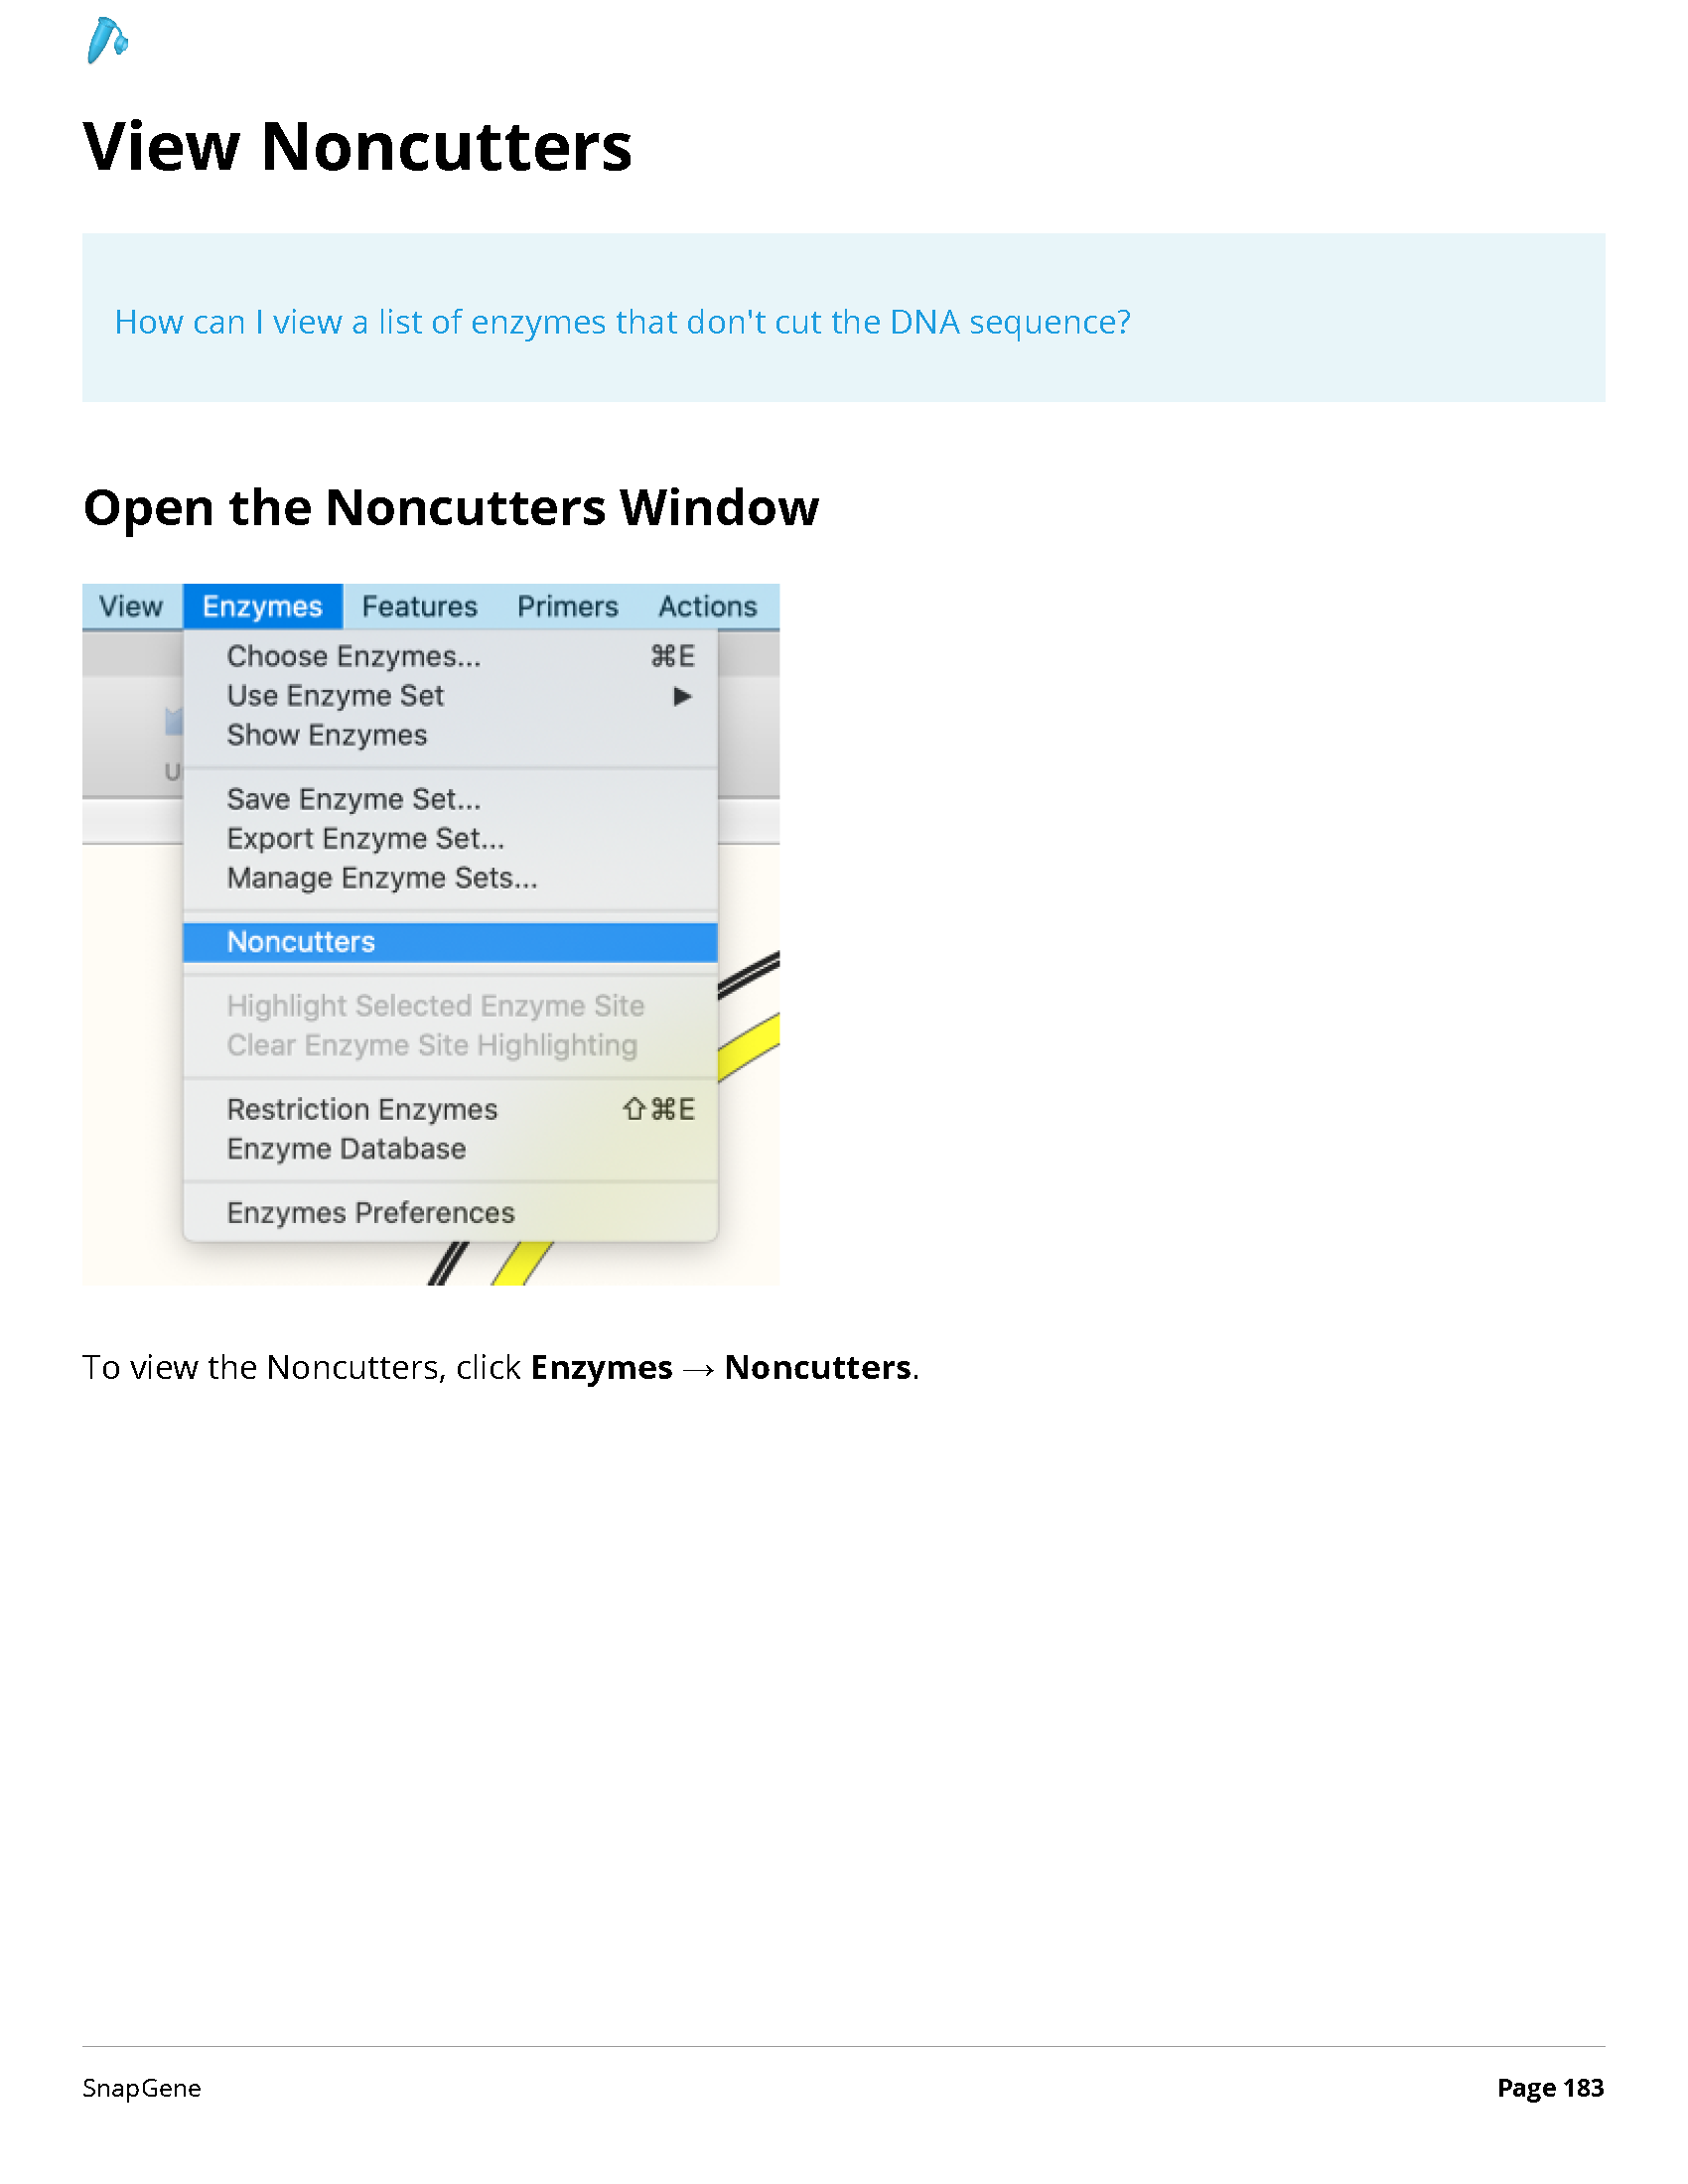 View Noncutters
How can I view a list of enzymes that don't cut the DNA sequence?
Open the Noncutters Window
View Enzymes Features Primers Actions
Choose Enzymes... ⌘E
Use Enzyme Set ▶
Show Enzymes
Save Enzyme Set...
Export Enzyme Set...
Manage Enzyme Sets...
Noncutters
Highlight Selected Enzyme Site
Clear Enzyme Site Highlighting
Restriction Enzymes ⇧⌘E
Enzyme Database
Enzymes Preferences
To view the Noncutters, click Enzymes → Noncutters.
SnapGene Page 183